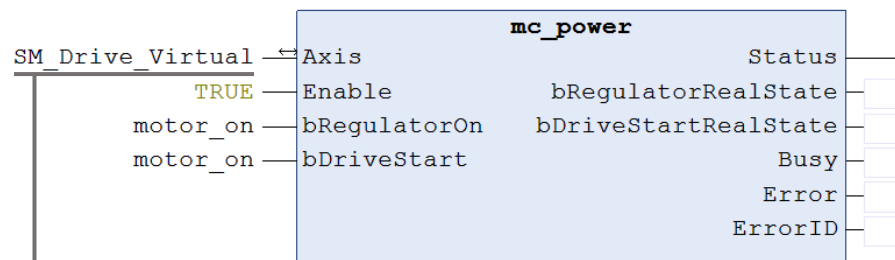 mc_power
SM_Drive_Virtual Axis Status
TRUE Enable bRegulatorRealState
motor_on bRegulatorOn bDriveStartRealState
motor_on bDriveStart Busy
Error
ErrorID